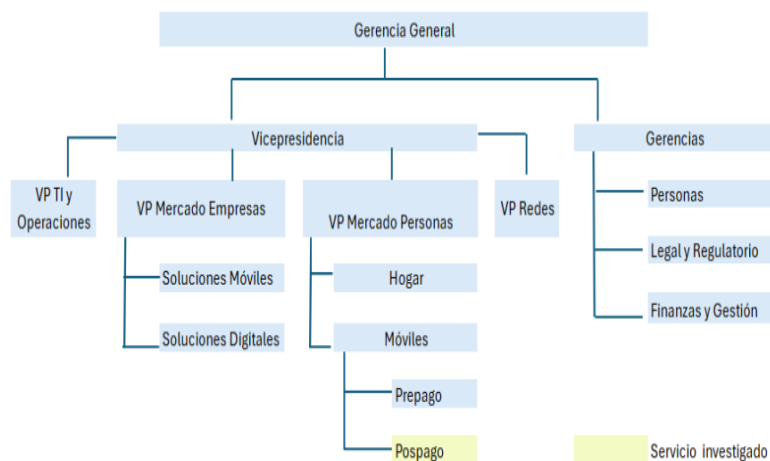 Gerencia General
Vicepresidencia
Gerencias
VP TI y
Operaciones
VP Mercado Empresas
VP Mercado Personas
VP Redes
Personas
Legal y Regulatorio
Finanzas y Gestión
Soluciones Móviles
Soluciones Digitales
Hogar
Móviles
Prepago
Pospago
Servicio investigado